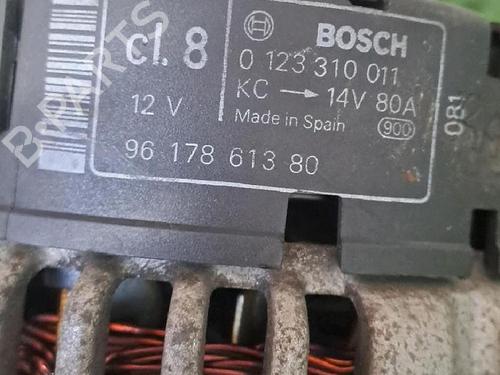 B-PARTS
cl. 8
BOSCH
0 123 310 011
KC → 14V 80A
12 V
Made in Spain
900
081
96 178 613 80